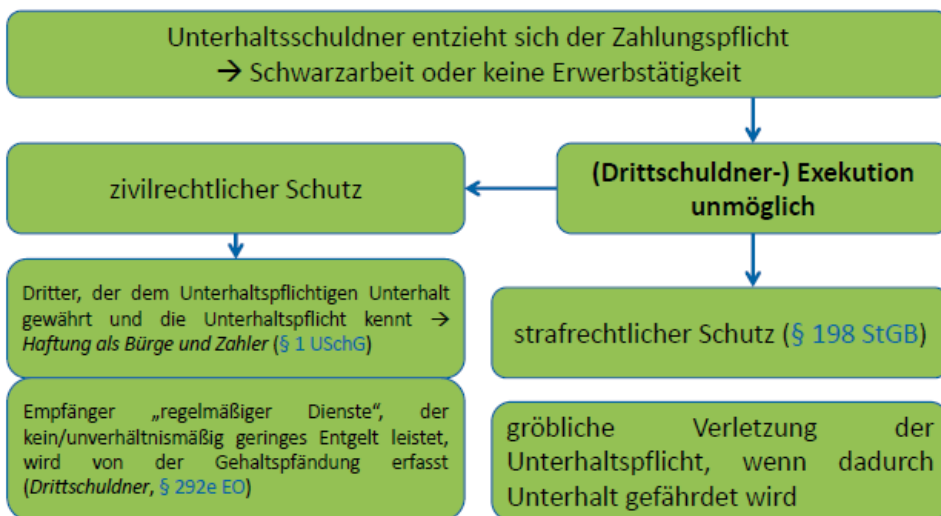 Unterhaltsschuldner entzieht sich der Zahlungspflicht
→ Schwarzarbeit oder keine Erwerbstätigkeit
(Drittschuldner-) Exekution
unmöglich
zivilrechtlicher Schutz
Dritter, der dem Unterhaltspflichtigen Unterhalt
gewährt und die Unterhaltspflicht kennt →
Haftung als Bürge und Zahler (§ 1 USchG)
Empfänger „regelmäßiger Dienste“, der
kein/unverhältnismäßig geringes Entgelt leistet,
wird von der Gehaltspfändung erfasst
(Drittschuldner, § 292e EO)
strafrechtlicher Schutz (§ 198 StGB)
gröbliche Verletzung der
Unterhaltspflicht, wenn dadurch
Unterhalt gefährdet wird